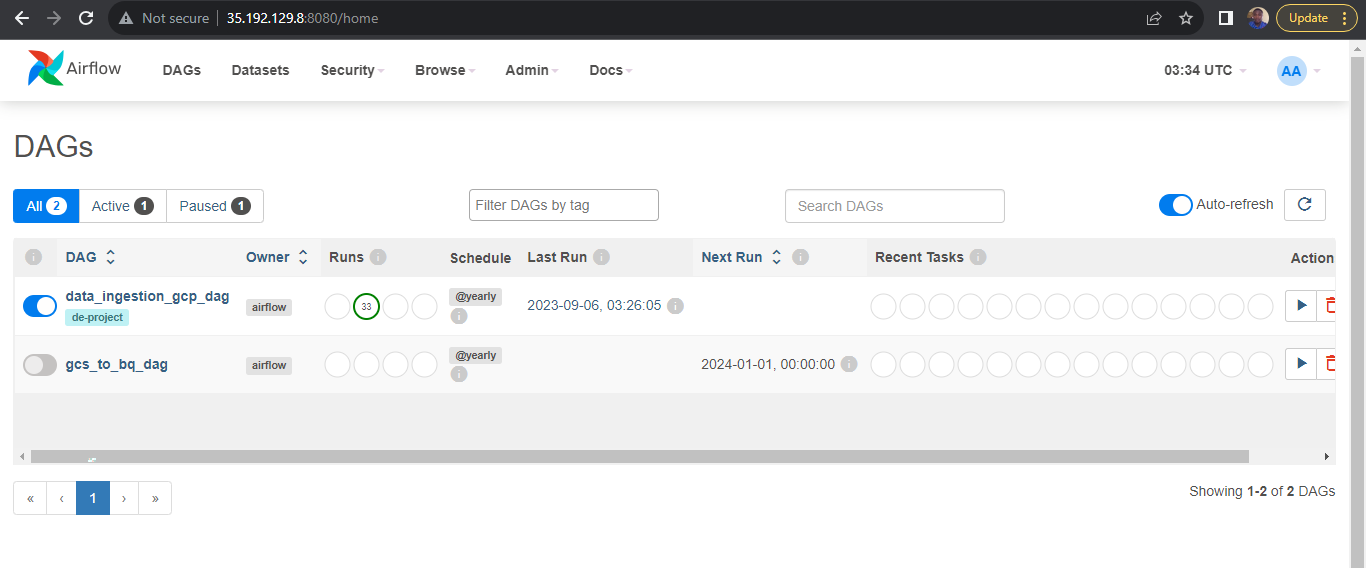 Not secure 35.192.129.8:8080/home Update
Airflow DAGs Datasets Security Browse Admin Docs 03:34 UTC AA
DAGs
All 2 Active 1 Paused 1 Filter DAGs by tag Search DAGs Auto-refresh
DAG Owner Runs Schedule Last Run Next Run Recent Tasks Action
data_ingestion_gcp_dag airflow 33 @yearly 2023-09-06, 03:26:05
de-project
gcs_to_bq_dag airflow @yearly 2024-01-01, 00:00:00
« ‹ 1 › » Showing 1-2 of 2 DAGs